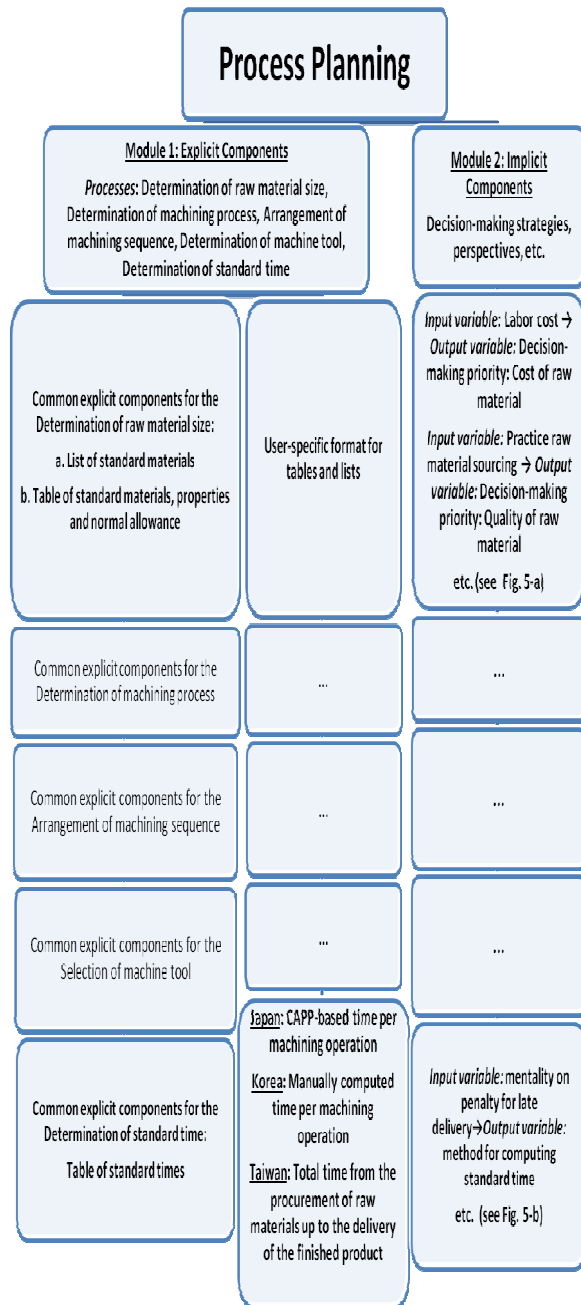 Process Planning
Module 1: Explicit Components
Processes: Determination of raw material size,
Determination of machining process, Arrangement of
machining sequence, Determination of machine tool,
Determination of standard time
Module 2: Implicit
Components
Decision-making strategies,
perspectives, etc.
Common explicit components for the
Determination of raw material size:
a. List of standard materials
b. Table of standard materials, properties
and normal allowance
User-specific format for
tables and lists
Input variable: Labor cost →
Output variable: Decision-
making priority: Cost of raw
material
Input variable: Practice raw
material sourcing → Output
variable: Decision-making
priority: Quality of raw
material
etc. (see Fig. 5-a)
Common explicit components for the
Determination of machining process
...
...
Common explicit components for the
Arrangement of machining sequence
...
...
Common explicit components for the
Selection of machine tool
...
...
Common explicit components for the
Determination of standard time:
Table of standard times
Japan: CAPP-based time per
machining operation
Korea: Manually computed
time per machining
operation
Taiwan: Total time from the
procurement of raw
materials up to the delivery
of the finished product
Input variable: mentality on
penalty for late
delivery→Output variable:
method for computing
standard time
etc. (see Fig. 5-b)